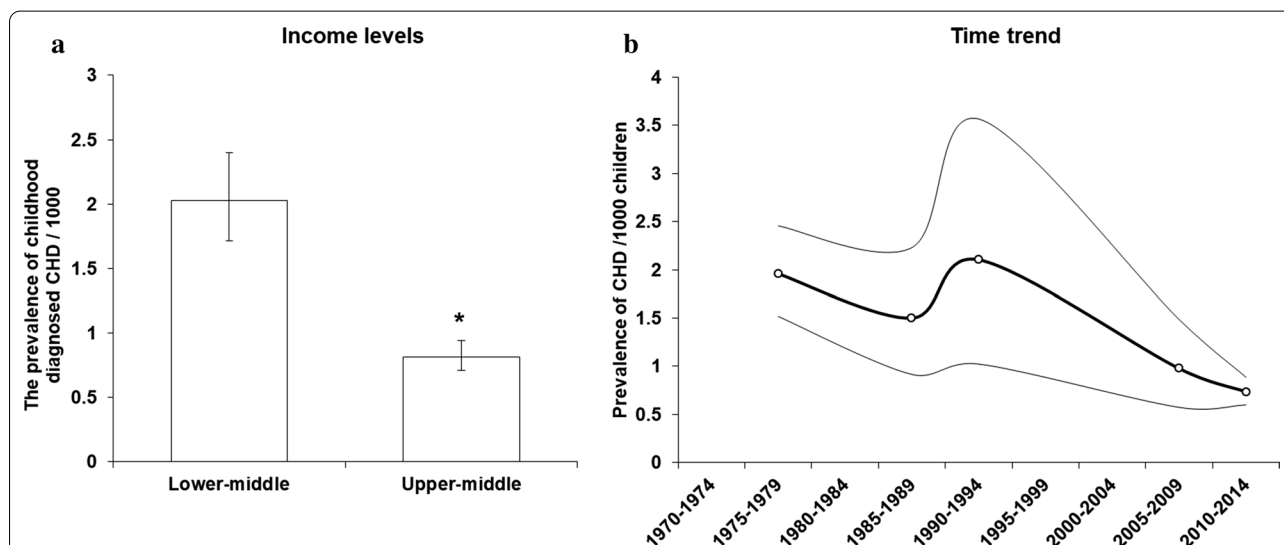 a
Income levels
The prevalence of childhood
diagnosed CHD / 1000
3
2.5
2
1.5
1
0.5
0
*
Lower-middle
Upper-middle
b
Time trend
Prevalence of CHD /1000 children
4
3.5
3
2.5
2
1.5
1
0.5
0
1970-1974
1975-1979
1980-1984
1985-1989
1990-1994
1995-1999
2000-2004
2005-2009
2010-2014